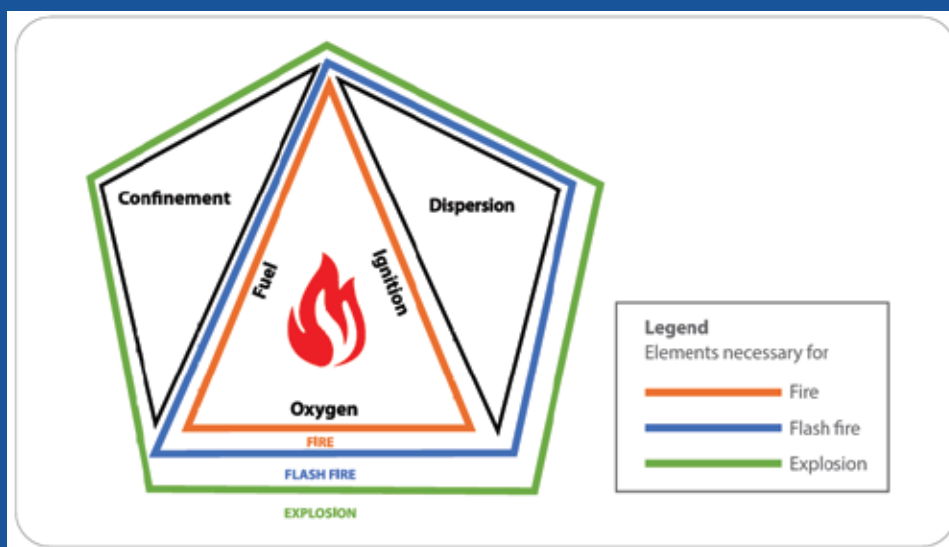 Confinement
Dispersion
Fuel
Ignition
Oxygen
FIRE
FLASH FIRE
EXPLOSION
Legend
Elements necessary for
Fire
Flash fire
Explosion